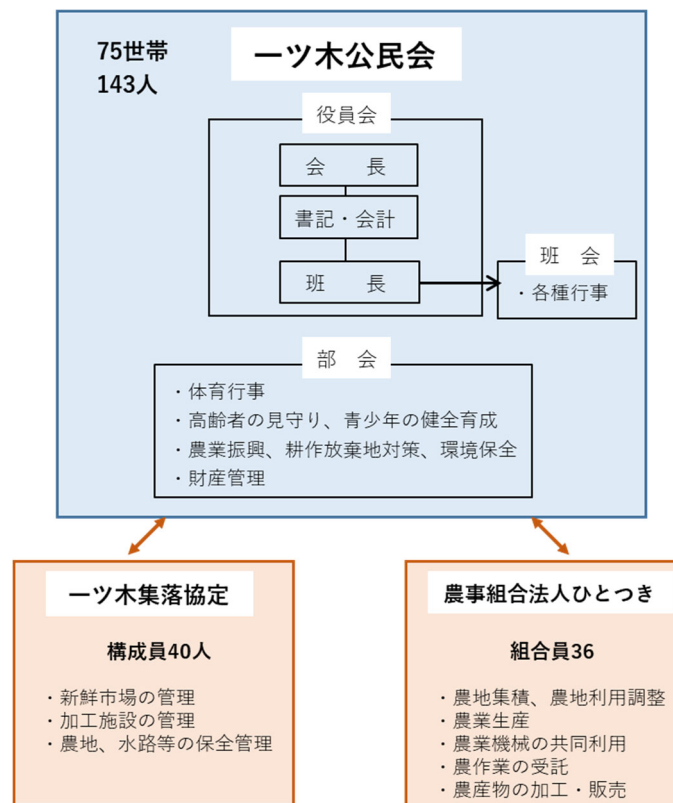 75世帯
143人
一ツ木公民会
役員会
会　長
書記・会計
班　長
班　会
・各種行事
部　会
・体育行事
・高齢者の見守り、青少年の健全育成
・農業振興、耕作放棄地対策、環境保全
・財産管理
一ツ木集落協定
構成員40人
・新鮮市場の管理
・加工施設の管理
・農地、水路等の保全管理
農事組合法人ひとつき
組合員36
・農地集積、農地利用調整
・農業生産
・農業機械の共同利用
・農作業の受託
・農産物の加工・販売